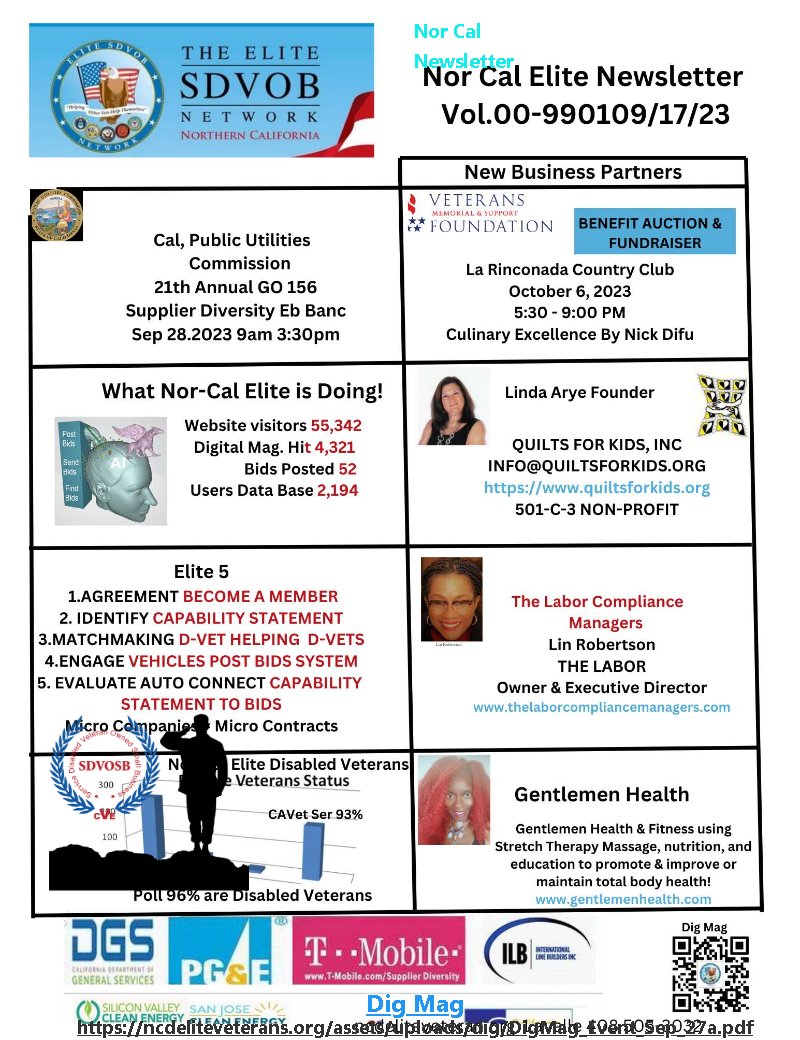 Nor Cal
Newsletter
THE ELITE
SDVOB
NETWORK
NORTHERN CALIFORNIA
ELITE SDVOB
"Helping Other Vets Help Themselves"
NETWORK
Nor Cal Elite Newsletter
Vol.00-990109/17/23
New Business Partners
Cal, Public Utilities
Commission
21th Annual GO 156
Supplier Diversity Eb Banc
Sep 28.2023 9am 3:30pm
VETERANS
MEMORIAL & SUPPORT
FOUNDATION
BENEFIT AUCTION &
FUNDRAISER
La Rinconada Country Club
October 6, 2023
5:30 - 9:00 PM
Culinary Excellence By Nick Difu
What Nor-Cal Elite is Doing!
Post
Bids
Send
Bids
Find
Bids
AI
Website visitors 55,342
Digital Mag. Hit 4,321
Bids Posted 52
Users Data Base 2,194
Linda Arye Founder
QUILTS FOR KIDS, INC
INFO@QUILTSFORKIDS.ORG
https://www.quiltsforkids.org
501-C-3 NON-PROFIT
Elite 5
1.AGREEMENT BECOME A MEMBER
2. IDENTIFY CAPABILITY STATEMENT
3.MATCHMAKING D-VET HELPING D-VETS
4.ENGAGE VEHICLES POST BIDS SYSTEM
5. EVALUATE AUTO CONNECT CAPABILITY
STATEMENT TO BIDS
Micro Companies Micro Contracts
The Labor Compliance
Managers
Lin Robertson
THE LABOR
Owner & Executive Director
www.thelaborcompliancemanagers.com
Service Disabled Veteran Owned Small Business
SDVOSB
CVE
Elite Disabled Veterans
Veterans Status
300
100
CAVet Ser 93%
Poll 96% are Disabled Veterans
Gentlemen Health
Gentlemen Health & Fitness using
Stretch Therapy Massage, nutrition, and
education to promote & improve or
maintain total body health!
www.gentlemenhealth.com
DGS
CALIFORNIA DEPARTMENT OF
GENERAL SERVICES
PG&E
®
T··Mobile·
www.T-Mobile.com/Supplier Diversity
ILB
INTERNATIONAL
LINE BUILDERS INC
Dig Mag
SILICON VALLEY
CLEAN ENERGY
SAN JOSE
CLEAN ENERGY
Dig Mag
https://ncdeliteveterans.org/assets/uploads/dig/DigMag_Event_Sep_27a.pdf